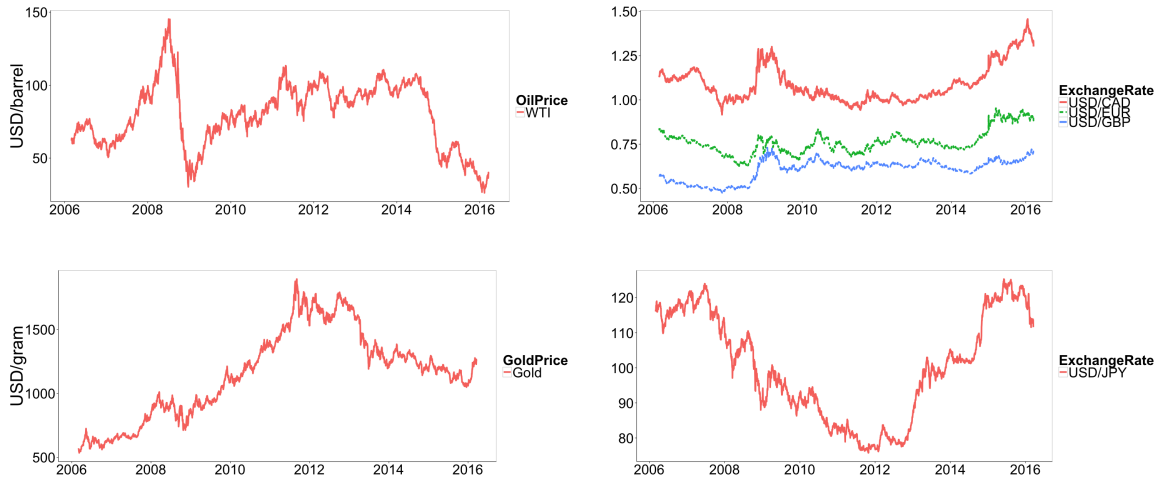 150
100
50
USD/barrel
2006 2008 2010 2012 2014 2016
OilPrice
WTI
1.50
1.25
1.00
0.75
0.50
2006 2008 2010 2012 2014 2016
ExchangeRate
USD/CAD
USD/EUR
USD/GBP
1500
1000
500
USD/gram
2006 2008 2010 2012 2014 2016
GoldPrice
Gold
120
110
100
90
80
2006 2008 2010 2012 2014 2016
ExchangeRate
USD/JPY